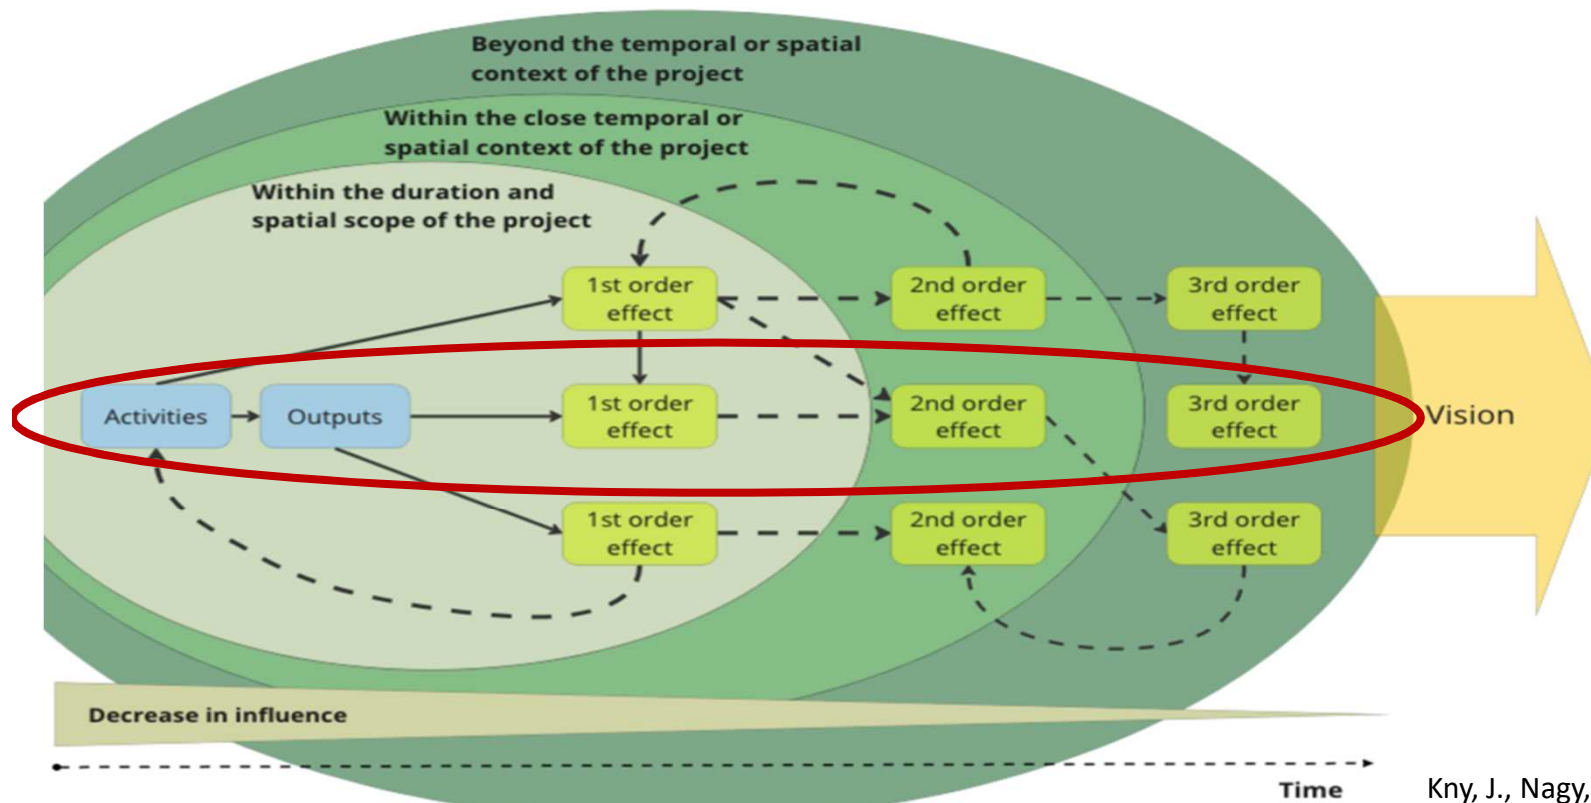 Beyond the temporal or spatial
context of the project
Within the close temporal or
spatial context of the project
Within the duration and
spatial scope of the project
1st order
effect
2nd order
effect
3rd order
effect
Activities
Outputs
1st order
effect
2nd order
effect
3rd order
effect
Vision
1st order
effect
2nd order
effect
3rd order
effect
Decrease in influence
Time
Kny, J., Nagy,